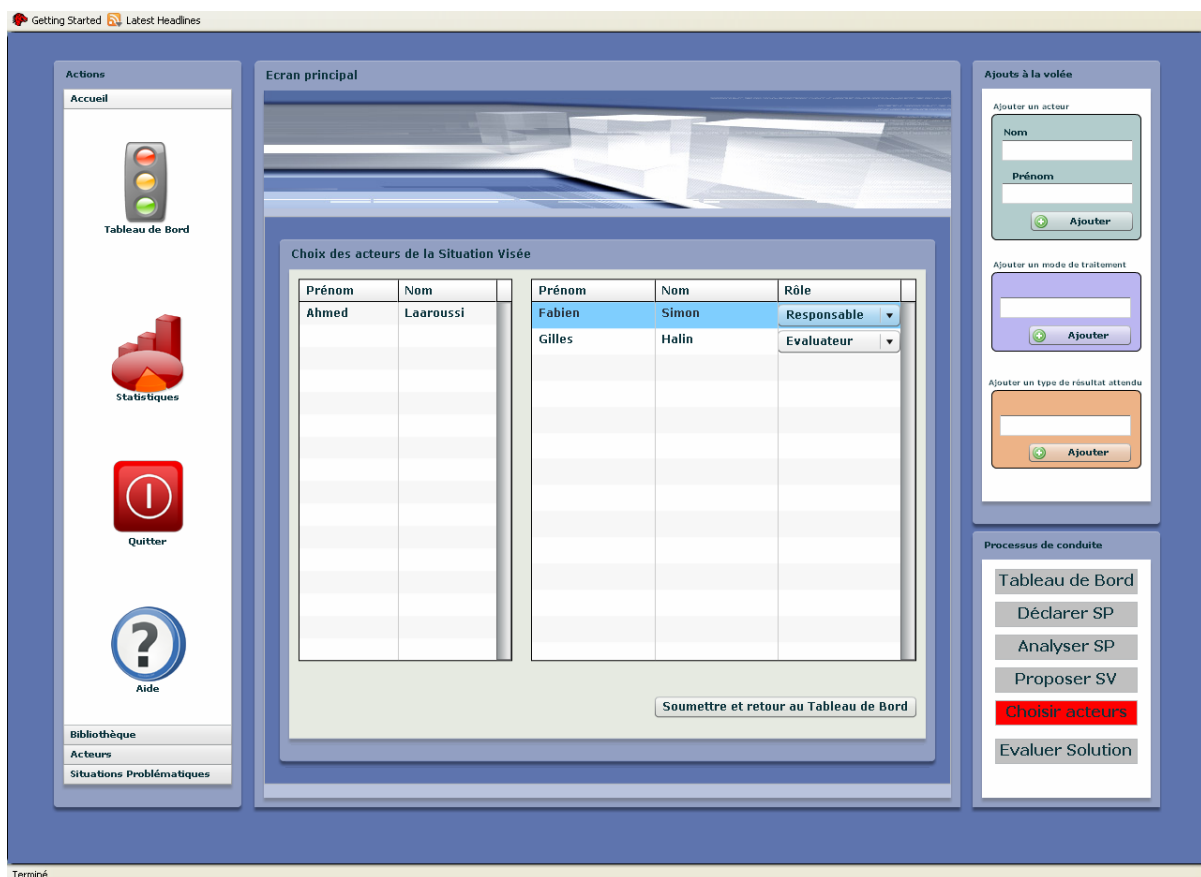 Getting Started Latest Headlines
Actions
Accueil
Tableau de Bord
Statistiques
Quitter
Aide
Bibliothèque
Acteurs
Situations Problématiques
Ecran principal
Choix des acteurs de la Situation Visée
Prénom Nom
Ahmed Laaroussi
Prénom Nom Rôle
Fabien Simon Responsable
Gilles Halin Evaluateur
Soumettre et retour au Tableau de Bord
Ajouts à la volée
Ajouter un acteur
Nom
Prénom
Ajouter
Ajouter un mode de traitement
Ajouter
Ajouter un type de résultat attendu
Ajouter
Processus de conduite
Tableau de Bord
Déclarer SP
Analyser SP
Proposer SV
Choisir acteurs
Evaluer Solution
Terminé